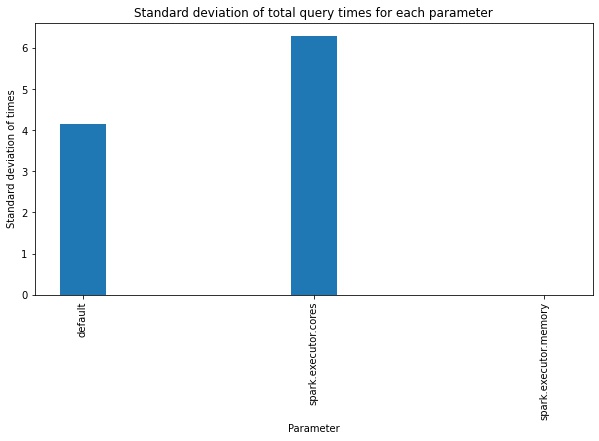 Standard deviation of total query times for each parameter
Standard deviation of times
6
5
4
3
2
1
0
default
spark.executor.cores
spark.executor.memory
Parameter